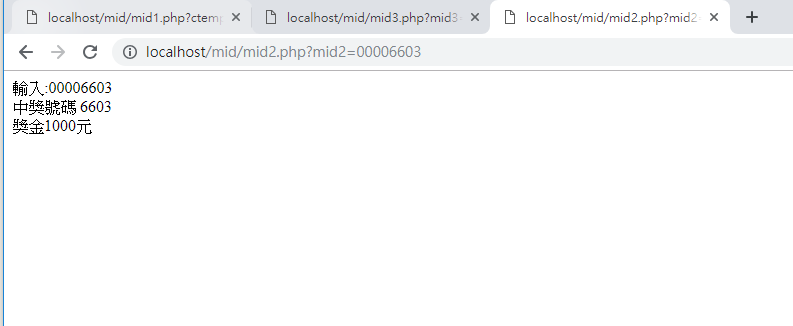 localhost/mid/mid1.php?ctemp
localhost/mid/mid3.php?mid3=
localhost/mid/mid2.php?mid2
localhost/mid/mid2.php?mid2=00006603
輸入:00006603
中獎號碼 6603
獎金1000元